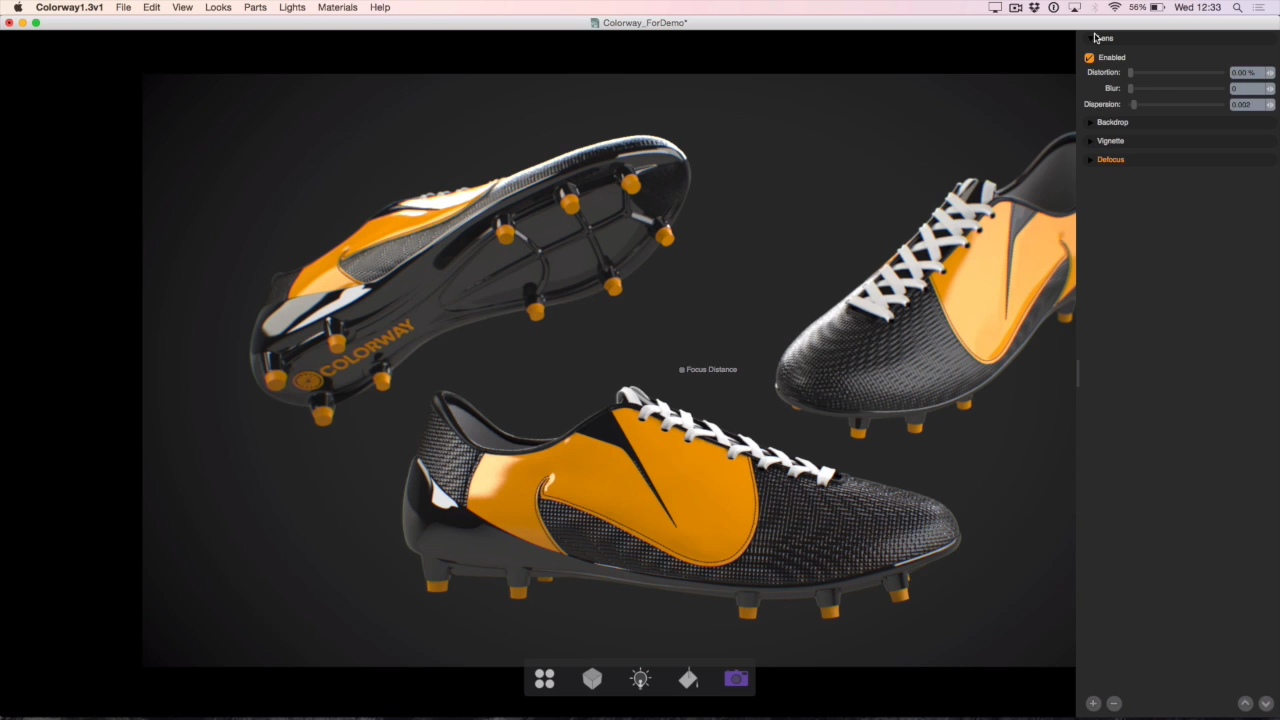 Colorway1.3v1 File Edit View Looks Parts Lights Materials Help 56% Wed 12:33
Colorway_ForDemo*
Enabled
Distortion: 0.00 %
Blur: 0
Dispersion: 0.002
Backdrop
Vignette
Defocus
COLORWAY
Focus Distance